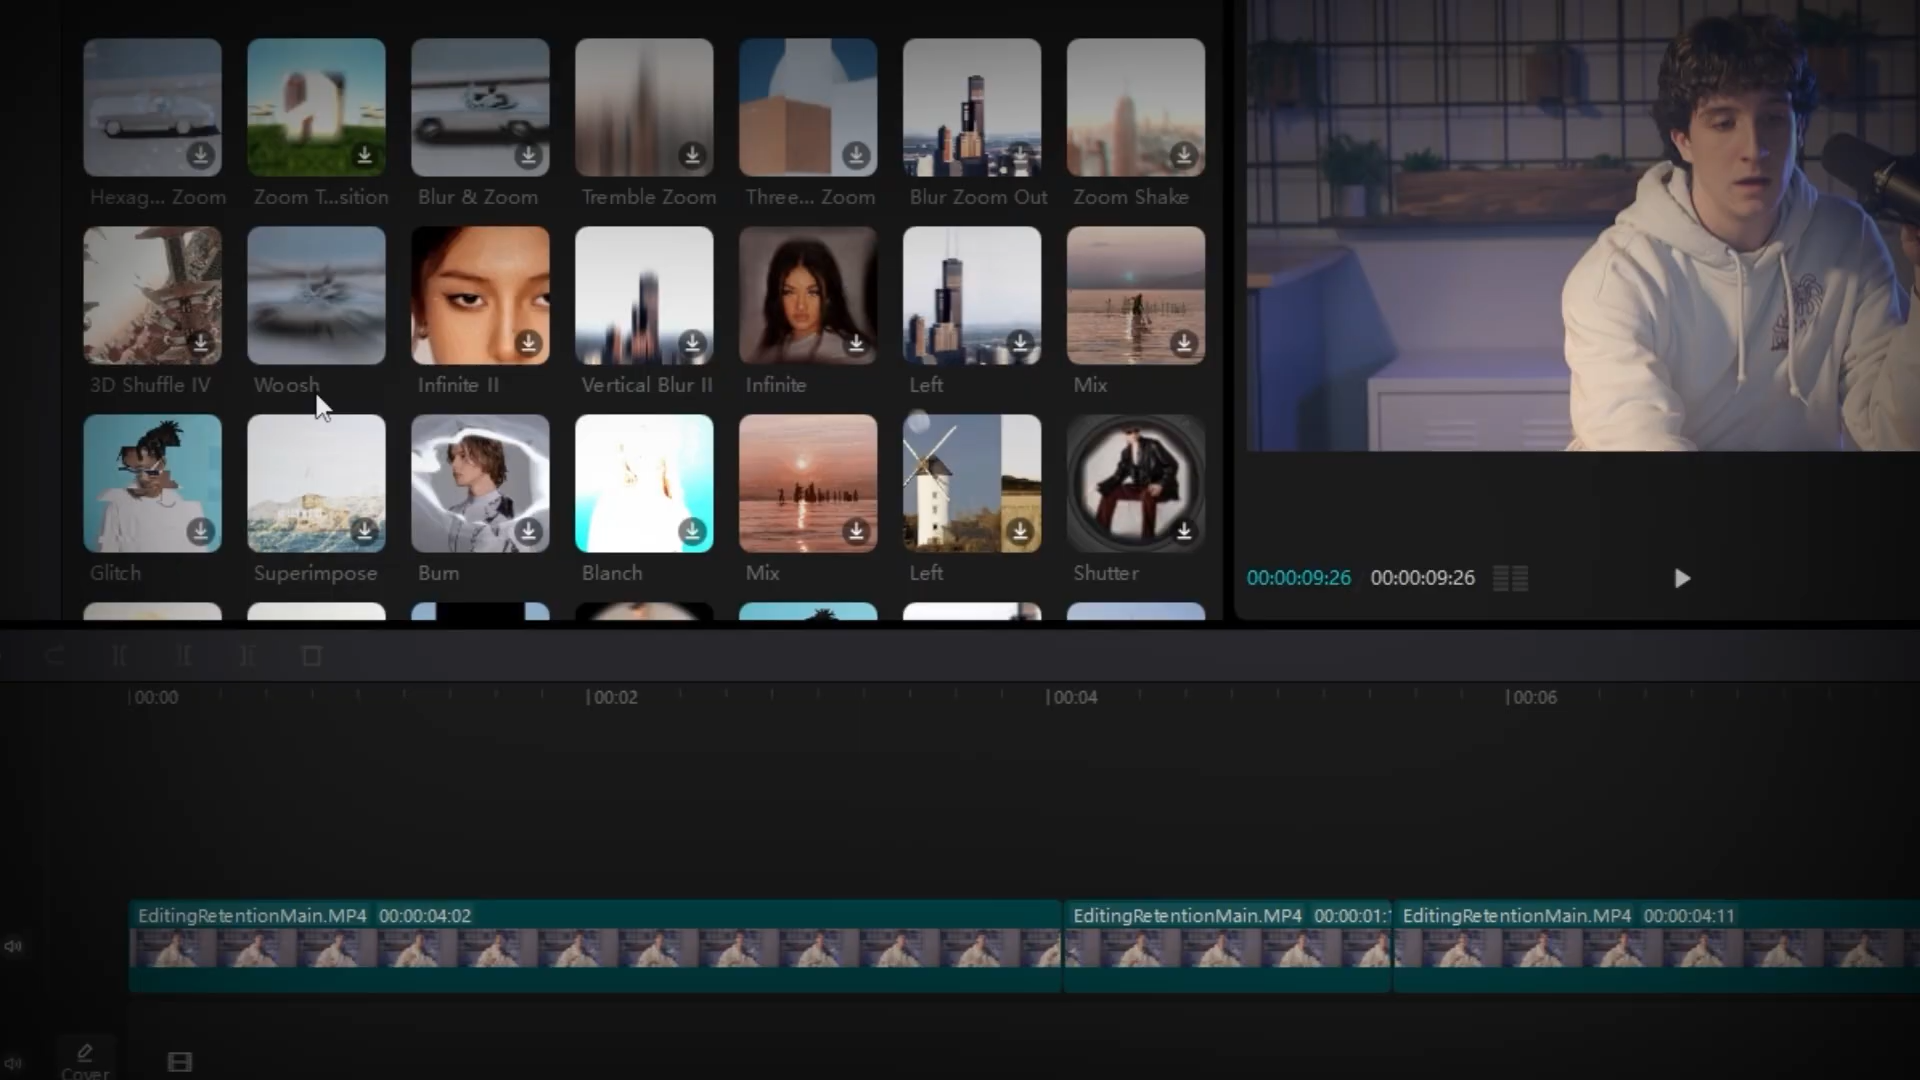 Hexag... Zoom
Zoom T...sition
Blur & Zoom
Tremble Zoom
Three... Zoom
Blur Zoom Out
Zoom Shake
3D Shuffle IV
Woosh
Infinite II
Vertical Blur II
Infinite
Left
Mix
Glitch
Superimpose
Burn
Blanch
Mix
Left
Shutter
00:00:09:26 00:00:09:26
00:00
00:02
00:04
00:06
EditingRetentionMain.MP4 00:00:04:02
EditingRetentionMain.MP4 00:00:01:
EditingRetentionMain.MP4 00:00:04:11
Cover